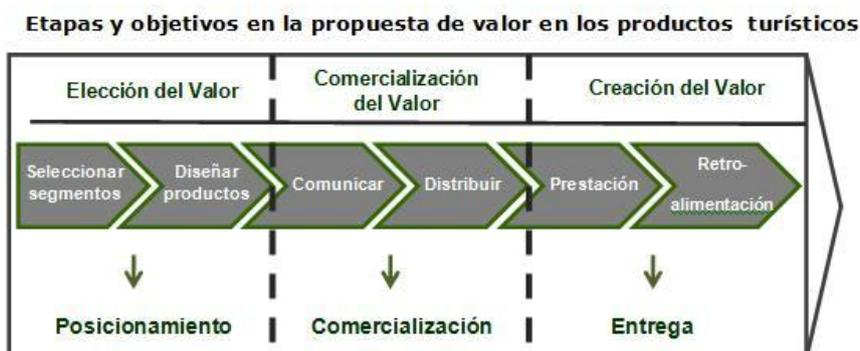 Etapas y objetivos en la propuesta de valor en los productos turísticos
Elección del Valor
Comercialización
del Valor
Creación del Valor
Seleccionar
segmentos
Diseñar
productos
Comunicar
Distribuir
Prestación
Retro-
alimentación
Posicionamiento
Comercialización
Entrega